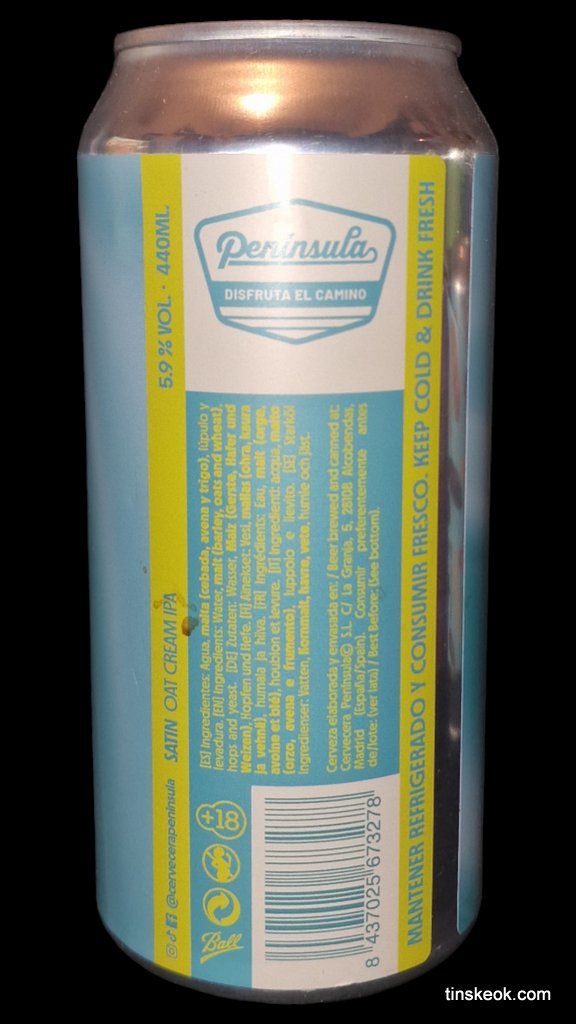 Península
DISFRUTA EL CAMINO
5.9 % VOL. · 440ML.
SATIN OAT CREAM IPA
@cervecerapeninsula
[ES] Ingredientes: Agua, malta (cebada, avena y trigo), lúpulo y
levadura. [EN] Ingredients: Water, malt (barley, oats and wheat),
hops and yeast. [DE] Zutaten: Wasser, Malz (Gerste, Hafer und
Weizen), Hopfen und Hefe. [FI] Ainekset: Vesi, mallas (ohra, kaura
ja vehnä), humala ja hiiva. [FR] Ingrédients: Eau, malt (orge,
avoine et blé), houblon et levure. [IT] Ingredienti: acqua, malto
(orzo, avena e frumento), luppolo e lievito. [SE] Starköl
Ingredienser: Vatten, Kornmalt, havre, vete, humle och jäst.
Cerveza elaborada y envasada en: / Beer brewed and canned at:
Cervecera Península© S.L. C/ La Granja, 5, 28108 Alcobendas,
Madrid (España/Spain). Consumir preferentemente antes
de/lote: (ver lata) / Best Before: (see bottom).
+18
Ball
8 437025 673278
MANTENER REFRIGERADO Y CONSUMIR FRESCO. KEEP COLD & DRINK FRESH
tinskeok.com